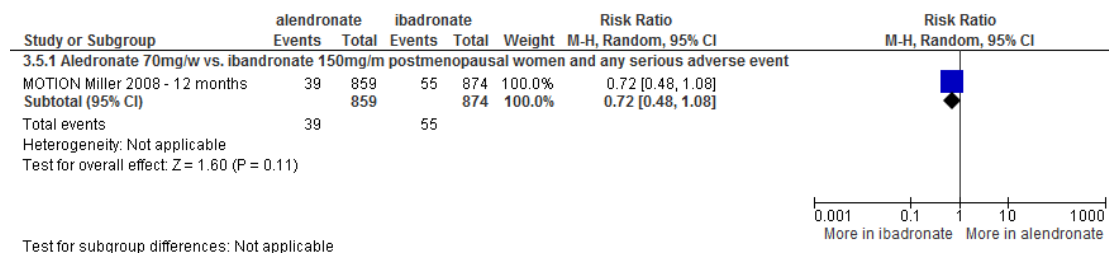 alendronate ibadronate Risk Ratio Risk Ratio
Study or Subgroup Events Total Events Total Weight M-H, Random, 95% CI M-H, Random, 95% CI
3.5.1 Aledronate 70mg/w vs. ibandronate 150mg/m postmenopausal women and any serious adverse event
MOTION Miller 2008 - 12 months 39 859 55 874 100.0% 0.72 [0.48, 1.08]
Subtotal (95% CI) 859 874 100.0% 0.72 [0.48, 1.08]
Total events 39 55
Heterogeneity: Not applicable
Test for overall effect: Z = 1.60 (P = 0.11)
0.001 0.1 1 10 1000
More in ibadronate More in alendronate
Test for subgroup differences: Not applicable